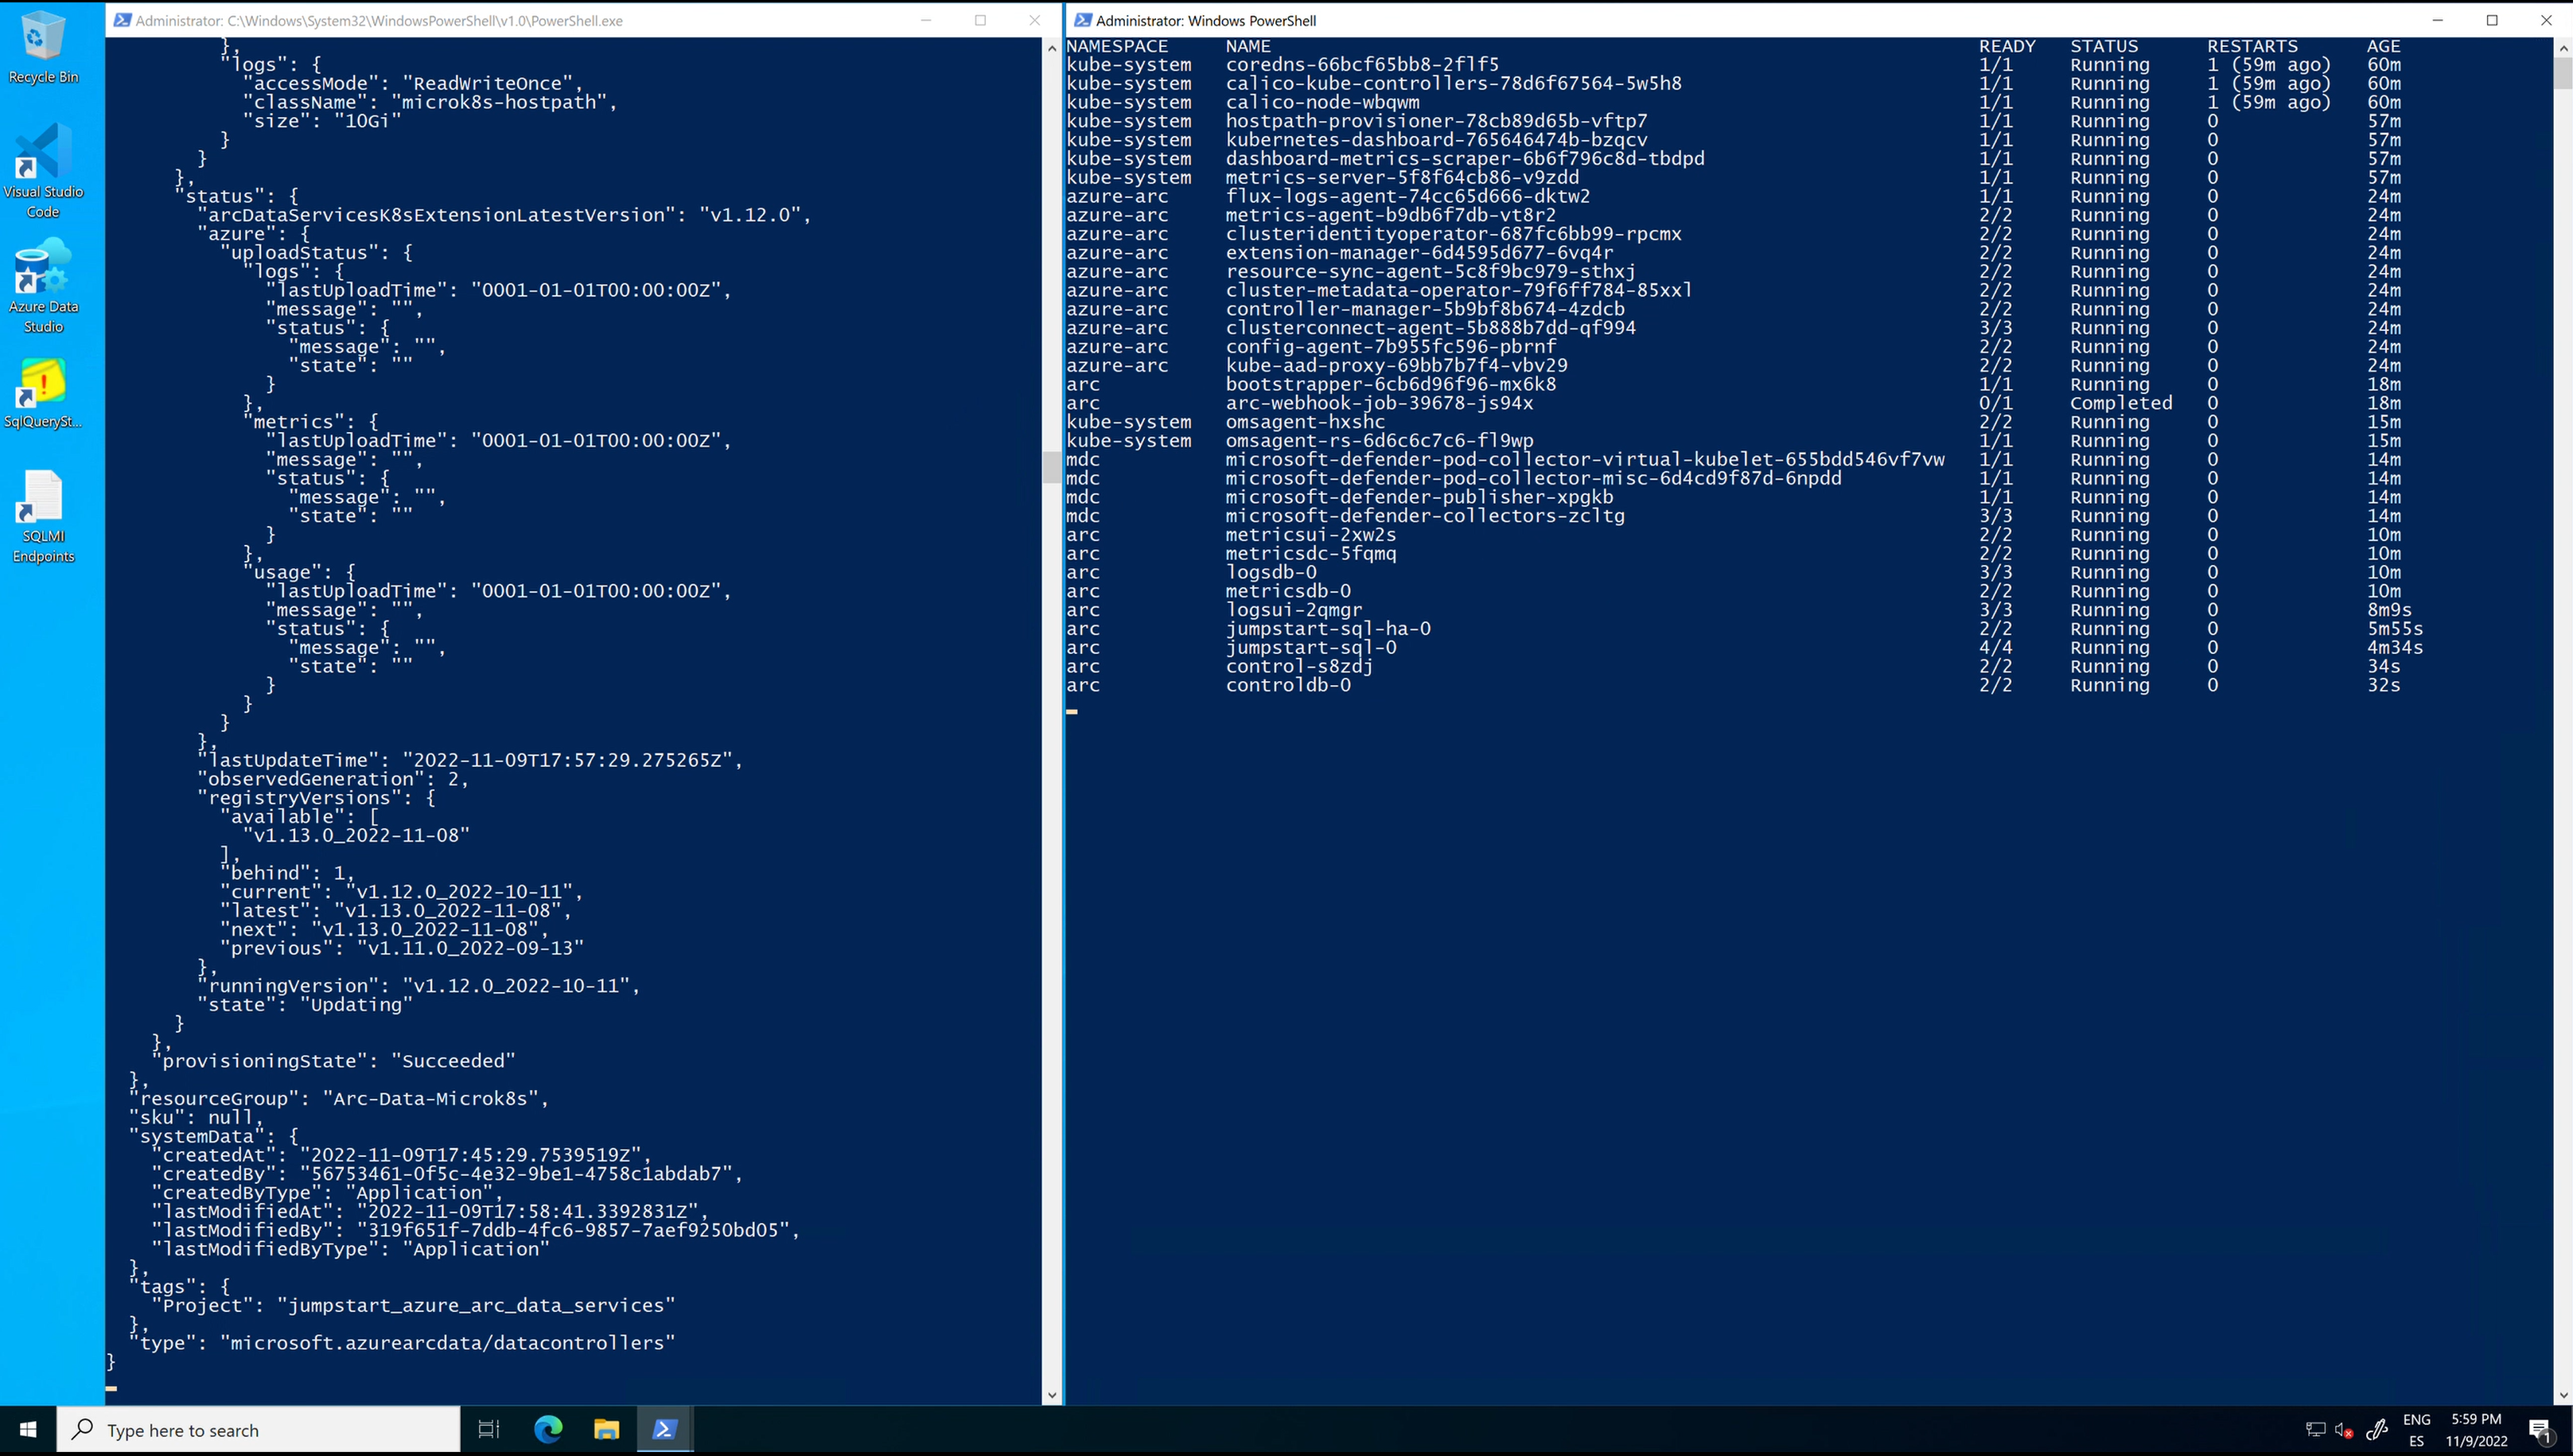 Recycle Bin
Visual Studio
Code
Azure Data
Studio
SqlQuerySt...
SQLMI
Endpoints
Administrator: C:\Windows\System32\WindowsPowerShell\v1.0\PowerShell.exe
},
"logs": {
"accessMode": "ReadWriteOnce",
"className": "microk8s-hostpath",
"size": "10Gi"
}
}
},
"status": {
"arcDataServicesK8sExtensionLatestVersion": "v1.12.0",
"azure": {
"uploadStatus": {
"logs": {
"lastUploadTime": "0001-01-01T00:00:00Z",
"message": "",
"status": {
"message": "",
"state": ""
}
},
"metrics": {
"lastUploadTime": "0001-01-01T00:00:00Z",
"message": "",
"status": {
"message": "",
"state": ""
}
},
"usage": {
"lastUploadTime": "0001-01-01T00:00:00Z",
"message": "",
"status": {
"message": "",
"state": ""
}
}
}
},
"lastUpdateTime": "2022-11-09T17:57:29.275265Z",
"observedGeneration": 2,
"registryVersions": {
"available": [
"v1.13.0_2022-11-08"
],
"behind": 1,
"current": "v1.12.0_2022-10-11",
"latest": "v1.13.0_2022-11-08",
"next": "v1.13.0_2022-11-08",
"previous": "v1.11.0_2022-09-13"
},
"runningVersion": "v1.12.0_2022-10-11",
"state": "Updating"
}
},
"provisioningState": "Succeeded"
},
"resourceGroup": "Arc-Data-Microk8s",
"sku": null,
"systemData": {
"createdAt": "2022-11-09T17:45:29.7539519Z",
"createdBy": "56753461-0f5c-4e32-9be1-4758c1abdab7",
"createdByType": "Application",
"lastModifiedAt": "2022-11-09T17:58:41.3392831Z",
"lastModifiedBy": "319f651f-7ddb-4fc6-9857-7aef9250bd05",
"lastModifiedByType": "Application"
},
"tags": {
"Project": "jumpstart_azure_arc_data_services"
},
"type": "microsoft.azurearcdata/datacontrollers"
}
Administrator: Windows PowerShell
NAMESPACE NAME READY STATUS RESTARTS AGE
kube-system coredns-66bcf65bb8-2flf5 1/1 Running 1 (59m ago) 60m
kube-system calico-kube-controllers-78d6f67564-5w5h8 1/1 Running 1 (59m ago) 60m
kube-system calico-node-wbqwm 1/1 Running 1 (59m ago) 60m
kube-system hostpath-provisioner-78cb89d65b-vftp7 1/1 Running 0 57m
kube-system kubernetes-dashboard-765646474b-bzqcv 1/1 Running 0 57m
kube-system dashboard-metrics-scraper-6b6f796c8d-tbdpd 1/1 Running 0 57m
kube-system metrics-server-5f8f64cb86-v9zdd 1/1 Running 0 57m
azure-arc flux-logs-agent-74cc65d666-dktw2 1/1 Running 0 24m
azure-arc metrics-agent-b9db6f7db-vt8r2 2/2 Running 0 24m
azure-arc clusteridentityoperator-687fc6bb99-rpcmx 2/2 Running 0 24m
azure-arc extension-manager-6d4595d677-6vq4r 2/2 Running 0 24m
azure-arc resource-sync-agent-5c8f9bc979-sthxj 2/2 Running 0 24m
azure-arc cluster-metadata-operator-79f6ff784-85xxl 2/2 Running 0 24m
azure-arc controller-manager-5b9bf8b674-4zdcb 2/2 Running 0 24m
azure-arc clusterconnect-agent-5b888b7dd-qf994 3/3 Running 0 24m
azure-arc config-agent-7b955fc596-pbrnf 2/2 Running 0 24m
azure-arc kube-aad-proxy-69bb7b7f4-vbv29 2/2 Running 0 24m
arc bootstrapper-6cb6d96f96-mx6k8 1/1 Running 0 18m
arc arc-webhook-job-39678-js94x 0/1 Completed 0 18m
kube-system omsagent-hxshc 2/2 Running 0 15m
kube-system omsagent-rs-6d6c6c7c6-fl9wp 1/1 Running 0 15m
mdc microsoft-defender-pod-collector-virtual-kubelet-655bdd546vf7vw 1/1 Running 0 14m
mdc microsoft-defender-pod-collector-misc-6d4cd9f87d-6npdd 1/1 Running 0 14m
mdc microsoft-defender-publisher-xpgkb 1/1 Running 0 14m
mdc microsoft-defender-collectors-zcltg 3/3 Running 0 14m
arc metricsui-2xw2s 2/2 Running 0 10m
arc metricsdc-5fqmq 2/2 Running 0 10m
arc logsdb-0 3/3 Running 0 10m
arc metricsdb-0 2/2 Running 0 10m
arc logsui-2qmgr 3/3 Running 0 8m9s
arc jumpstart-sql-ha-0 2/2 Running 0 5m55s
arc jumpstart-sql-0 4/4 Running 0 4m34s
arc control-s8zdj 2/2 Running 0 34s
arc controldb-0 2/2 Running 0 32s
Type here to search
ENG
ES
5:59 PM
11/9/2022
1